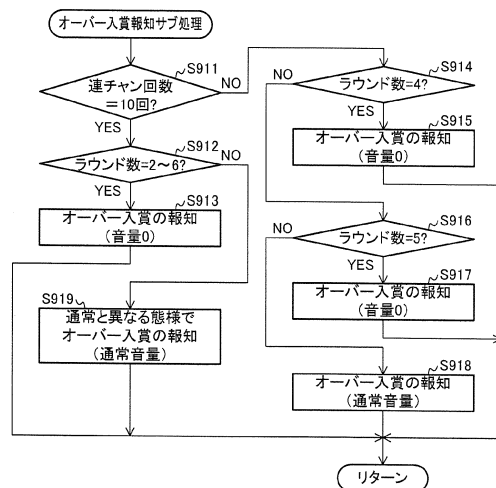 オーバー入賞報知サブ処理
S911
連チャン回数
=10回?
NO
YES
S912
ラウンド数=2～6?
NO
YES
S913
オーバー入賞の報知
(音量0)
S919
通常と異なる態様で
オーバー入賞の報知
(通常音量)
S914
ラウンド数=4?
NO
YES
S915
オーバー入賞の報知
(音量0)
S916
ラウンド数=5?
NO
YES
S917
オーバー入賞の報知
(音量0)
S918
オーバー入賞の報知
(通常音量)
リターン